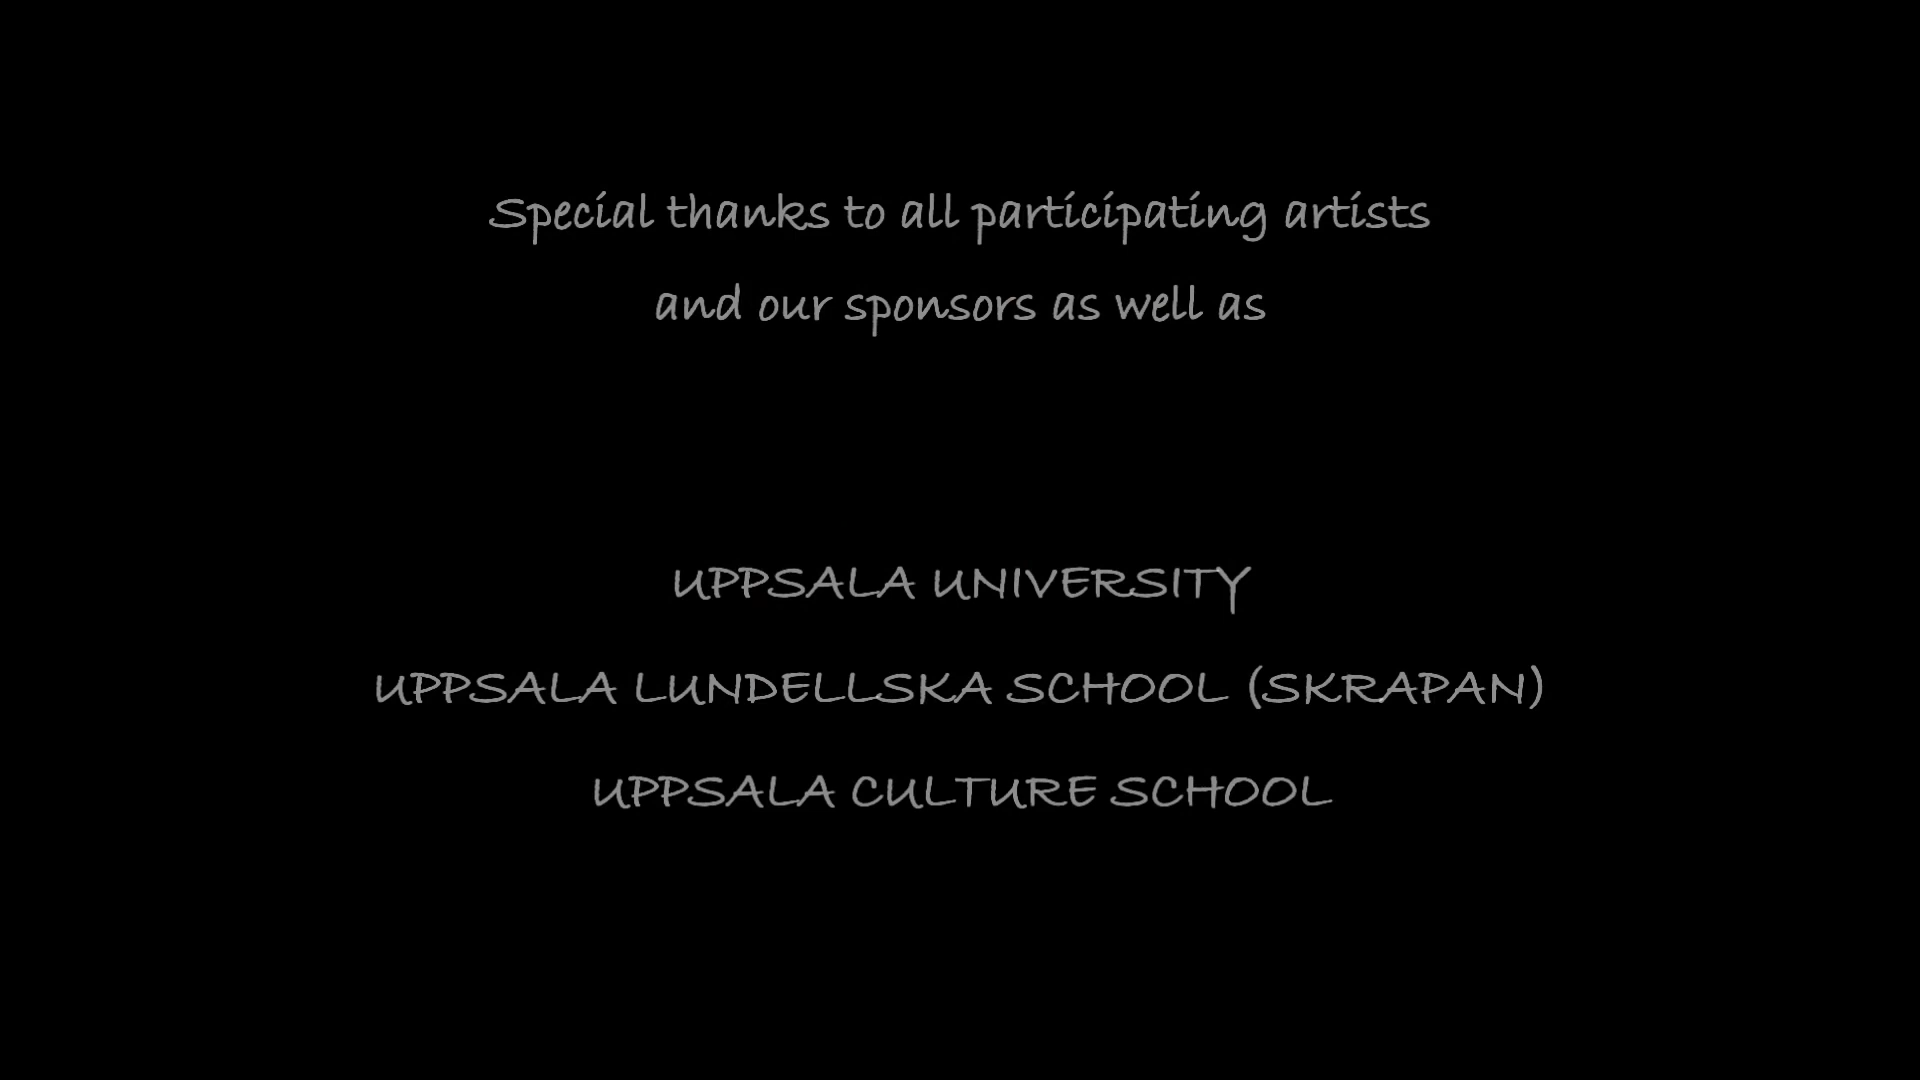 Special thanks to all participating artists
and our sponsors as well as
UPPSALA UNIVERSITY
UPPSALA LUNDELLSKA SCHOOL (SKRAPAN)
UPPSALA CULTURE SCHOOL